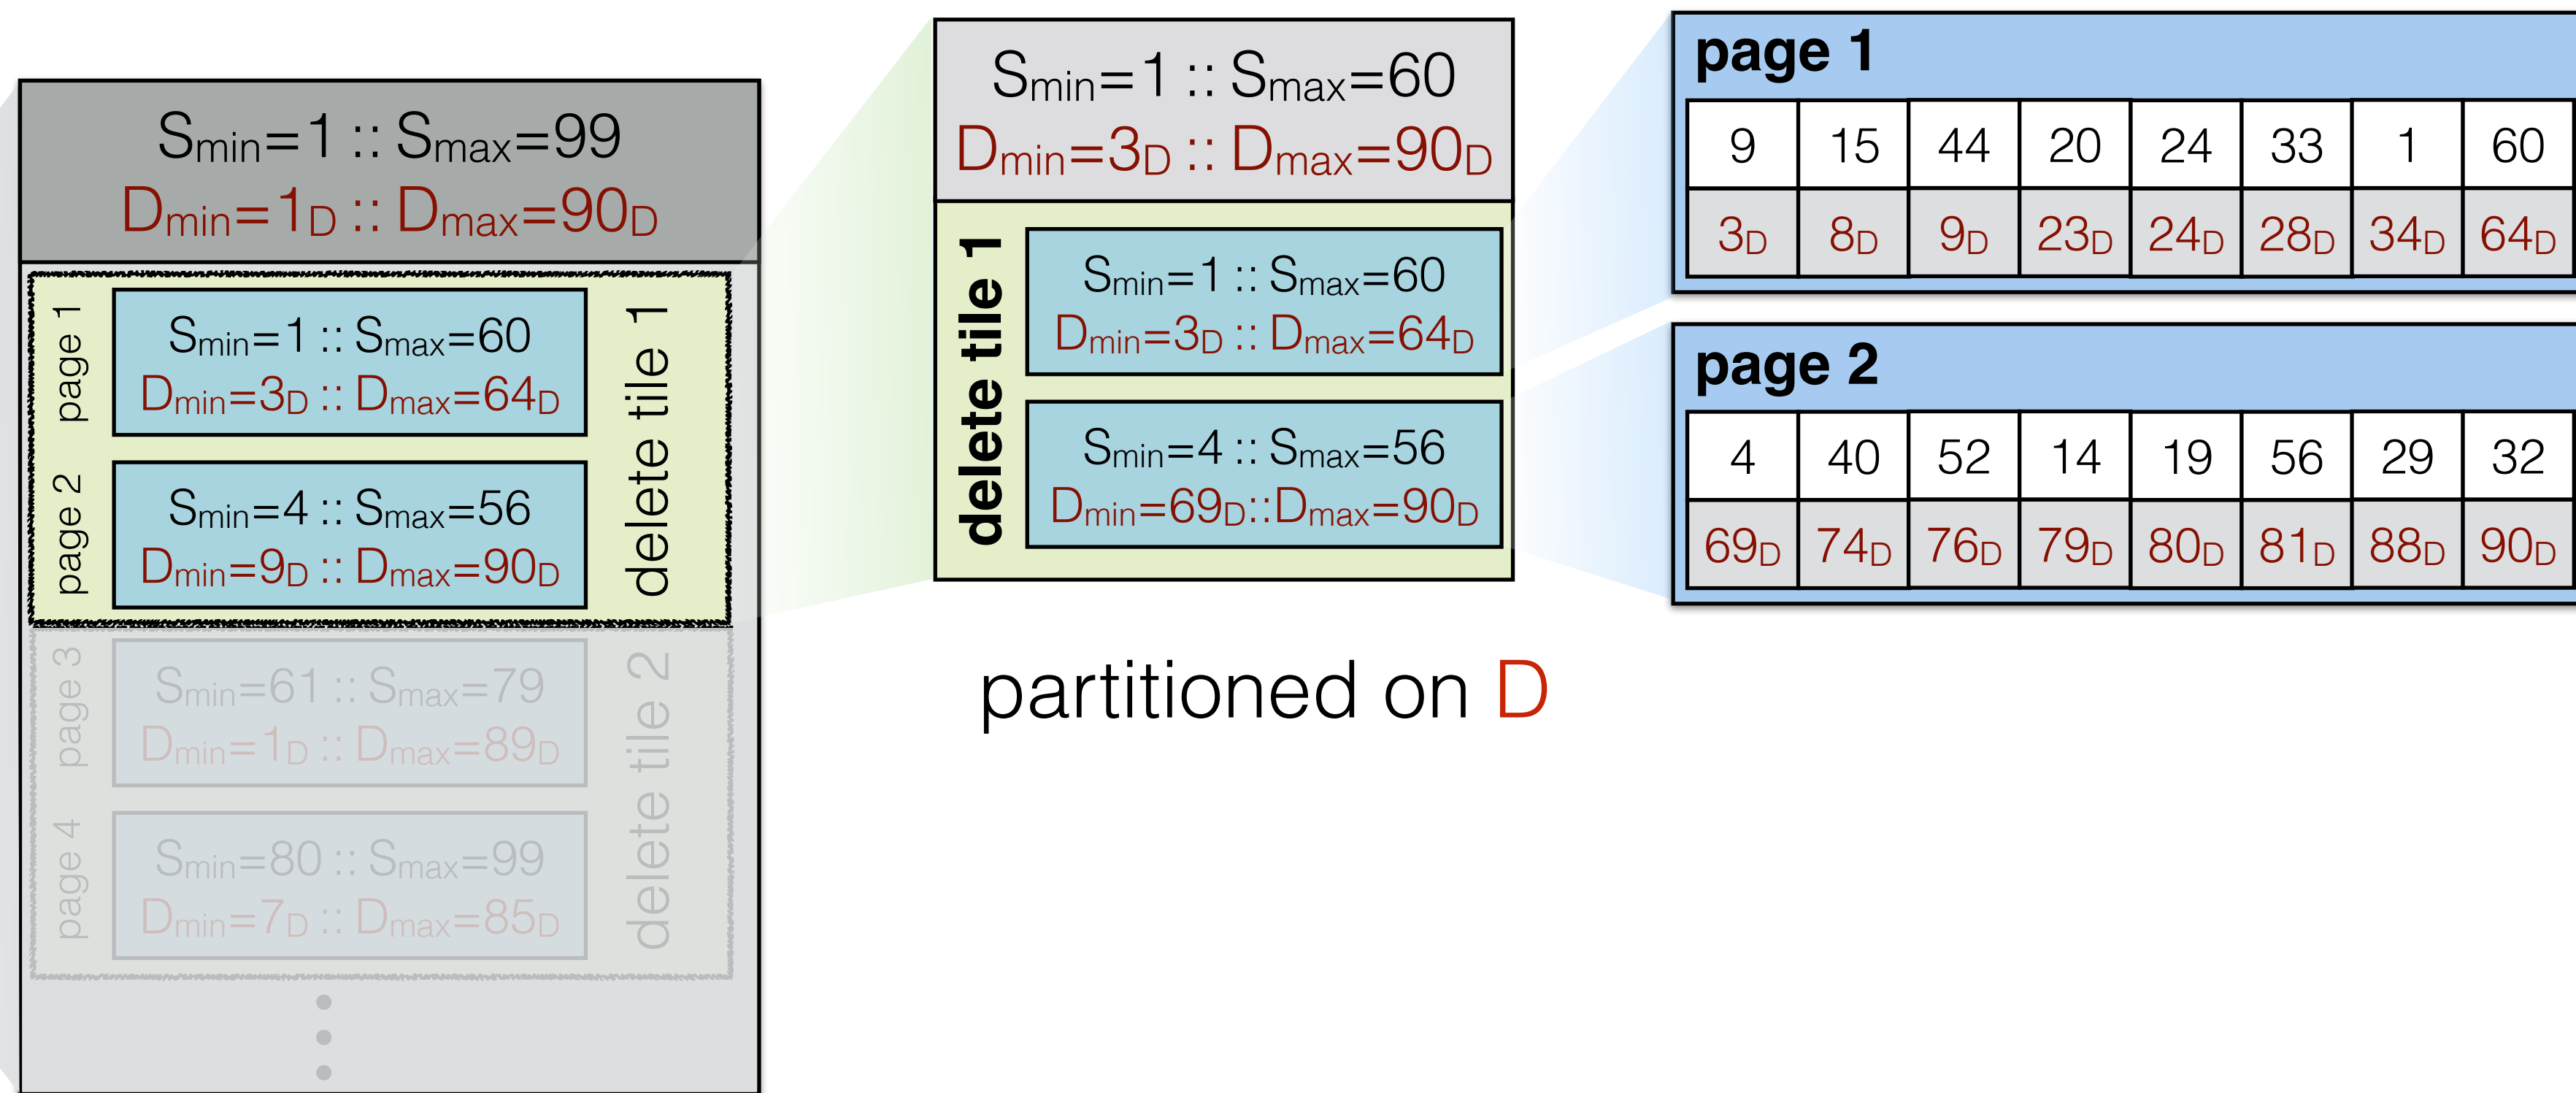 Smin=1 :: Smax=99
Dmin=1D :: Dmax=90D
page 1
Smin=1 :: Smax=60
Dmin=3D :: Dmax=64D
page 2
Smin=4 :: Smax=56
Dmin=9D :: Dmax=90D
delete tile 1
page 3
Smin=61 :: Smax=79
Dmin=1D :: Dmax=89D
page 4
Smin=80 :: Smax=99
Dmin=7D :: Dmax=85D
delete tile 2
Smin=1 :: Smax=60
Dmin=3D :: Dmax=90D
delete tile 1
Smin=1 :: Smax=60
Dmin=3D :: Dmax=64D
Smin=4 :: Smax=56
Dmin=69D::Dmax=90D
partitioned on D
page 1
9 15 44 20 24 33 1 60
3D 8D 9D 23D 24D 28D 34D 64D
page 2
4 40 52 14 19 56 29 32
69D 74D 76D 79D 80D 81D 88D 90D